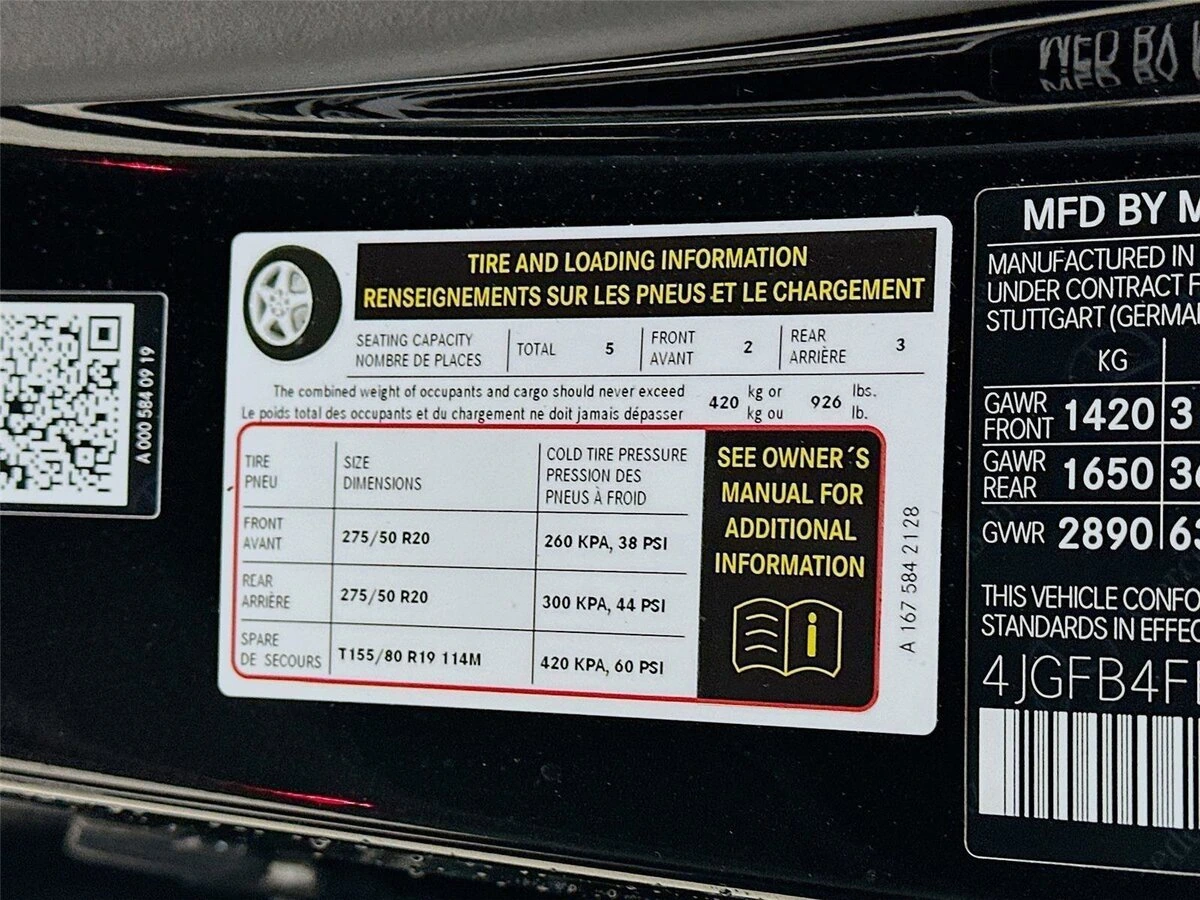 A 000 584 09 19
TIRE AND LOADING INFORMATION
RENSEIGNEMENTS SUR LES PNEUS ET LE CHARGEMENT
SEATING CAPACITY
NOMBRE DE PLACES
TOTAL 5
FRONT
AVANT
2
REAR
ARRIÈRE
3
The combined weight of occupants and cargo should never exceed 420 kg or 926 lbs.
Le poids total des occupants et du chargement ne doit jamais dépasser kg ou lb.
TIRE
PNEU
SIZE
DIMENSIONS
COLD TIRE PRESSURE
PRESSION DES
PNEUS À FROID
FRONT
AVANT
275/50 R20
260 KPA, 38 PSI
REAR
ARRIÈRE
275/50 R20
300 KPA, 44 PSI
SPARE
DE SECOURS
T155/80 R19 114M
420 KPA, 60 PSI
SEE OWNER´S
MANUAL FOR
ADDITIONAL
INFORMATION
i
A 167 584 21 28
MFD BY
MANUFACTURED IN
UNDER CONTRACT
STUTTGART
KG
GAWR
FRONT
1420
GAWR
REAR
1650
GVWR 2890
THIS VEHICLE
STANDARDS IN
4JGFB4F